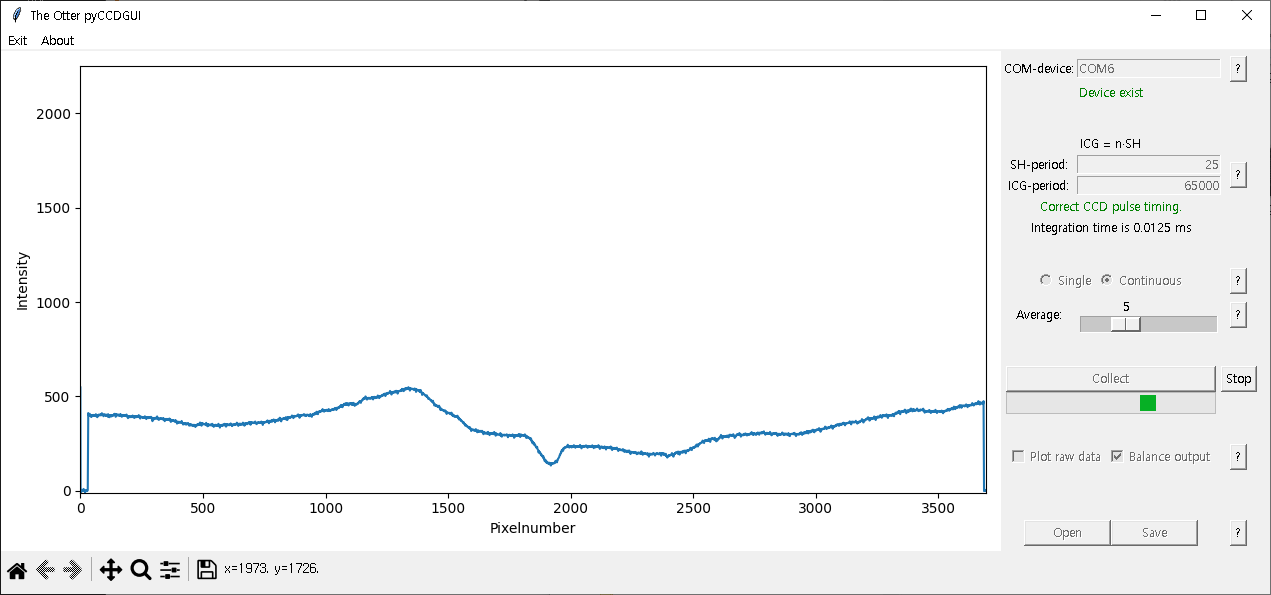 The Otter pyCCDGUI
Exit About
COM-device: COM6 ?
Device exist
ICG = n·SH
SH-period: 25
ICG-period: 65000
?
Correct CCD pulse timing.
Integration time is 0.0125 ms
Single Continuous ?
5
Average: ?
Collect Stop
Plot raw data Balance output ?
Open Save ?
2000
1500
1000
500
0
Intensity
0 500 1000 1500 2000 2500 3000 3500
Pixelnumber
x=1973. y=1726.